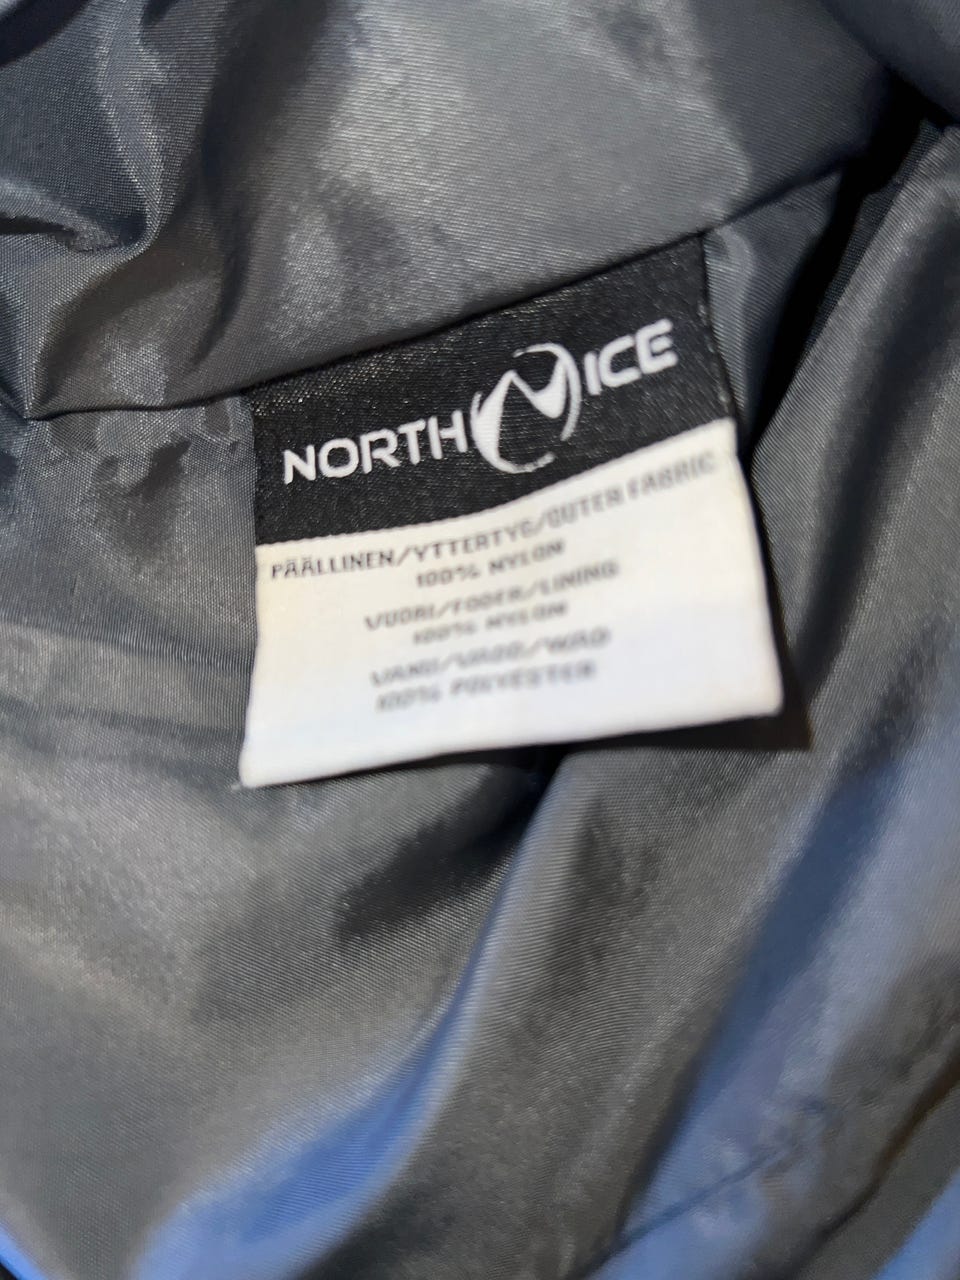 NORTH ICE
PÄÄLLINEN/YTTERTYG/OUTER FABRIC
100% NYLON
VUORI/FODER/LINING
100% NYLON
VANU/VADD/WAD
100% POLYESTER